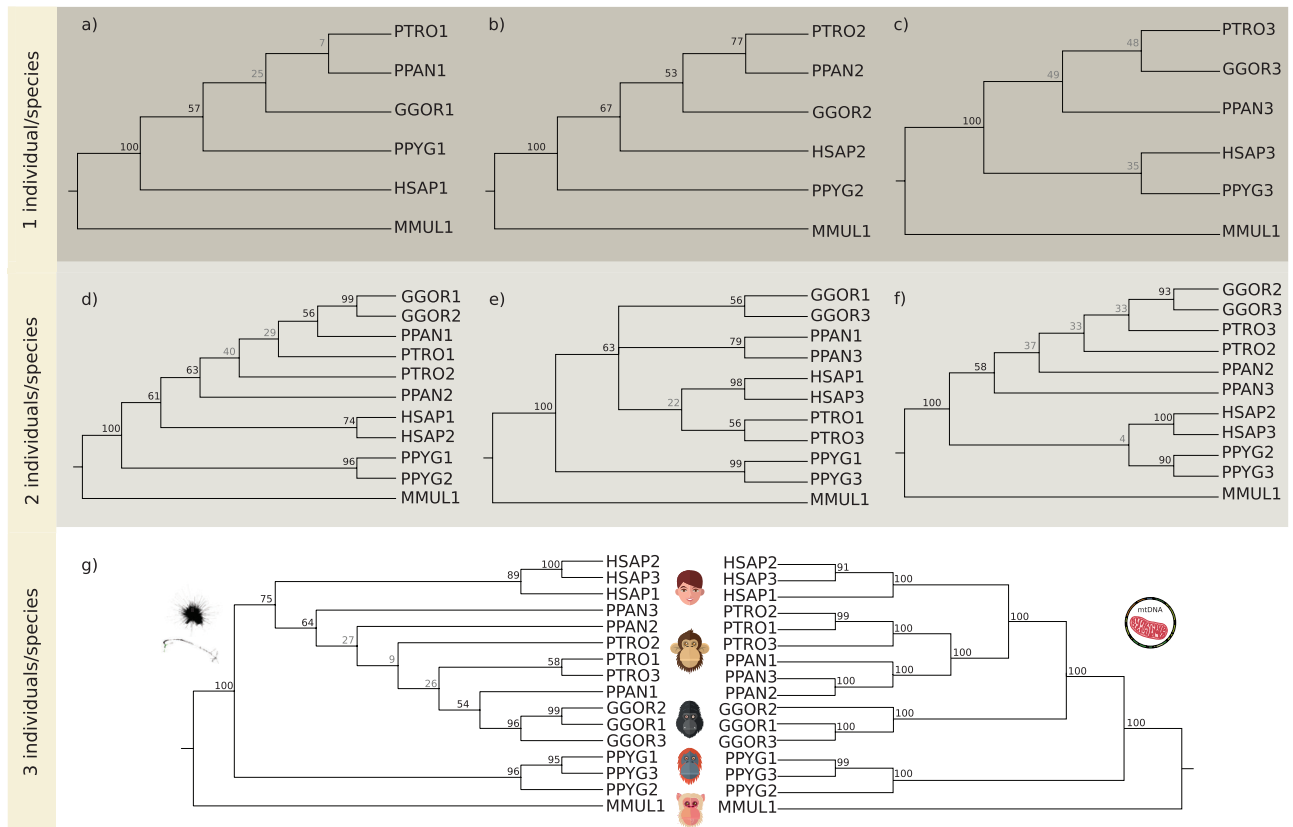 1 individual/species
a)
PTRO1
7
PPAN1
25
GGOR1
57
PPYG1
100
HSAP1
MMUL1
b)
PTRO2
77
PPAN2
53
GGOR2
67
HSAP2
100
PPYG2
MMUL1
c)
PTRO3
48
GGOR3
49
PPAN3
100
HSAP3
35
PPYG3
MMUL1
2 individuals/species
d)
GGOR1
99
GGOR2
56
PPAN1
29
PTRO1
40
PTRO2
63
PPAN2
61
HSAP1
74
HSAP2
100
PPYG1
96
PPYG2
MMUL1
e)
GGOR1
56
GGOR3
PPAN1
79
PPAN3
63
HSAP1
98
HSAP3
22
PTRO1
56
PTRO3
100
PPYG1
99
PPYG3
MMUL1
f)
GGOR2
93
GGOR3
33
PTRO3
33
PTRO2
37
PPAN2
58
PPAN3
100
HSAP2
100
HSAP3
4
PPYG2
90
PPYG3
MMUL1
3 individuals/species
g)
HSAP2
100
HSAP3
89
HSAP1
75
PPAN3
64
PPAN2
27
PTRO2
9
PTRO1
58
PTRO3
26
PPAN1
54
GGOR2
99
GGOR1
96
GGOR3
100
PPYG1
95
PPYG3
96
PPYG2
MMUL1
HSAP2
91
HSAP3
100
HSAP1
100
PTRO2
99
PTRO1
100
PTRO3
100
PPAN1
100
PPAN3
100
PPAN2
100
GGOR2
100
GGOR1
100
GGOR3
100
PPYG1
99
PPYG3
100
PPYG2
MMUL1
mtDNA